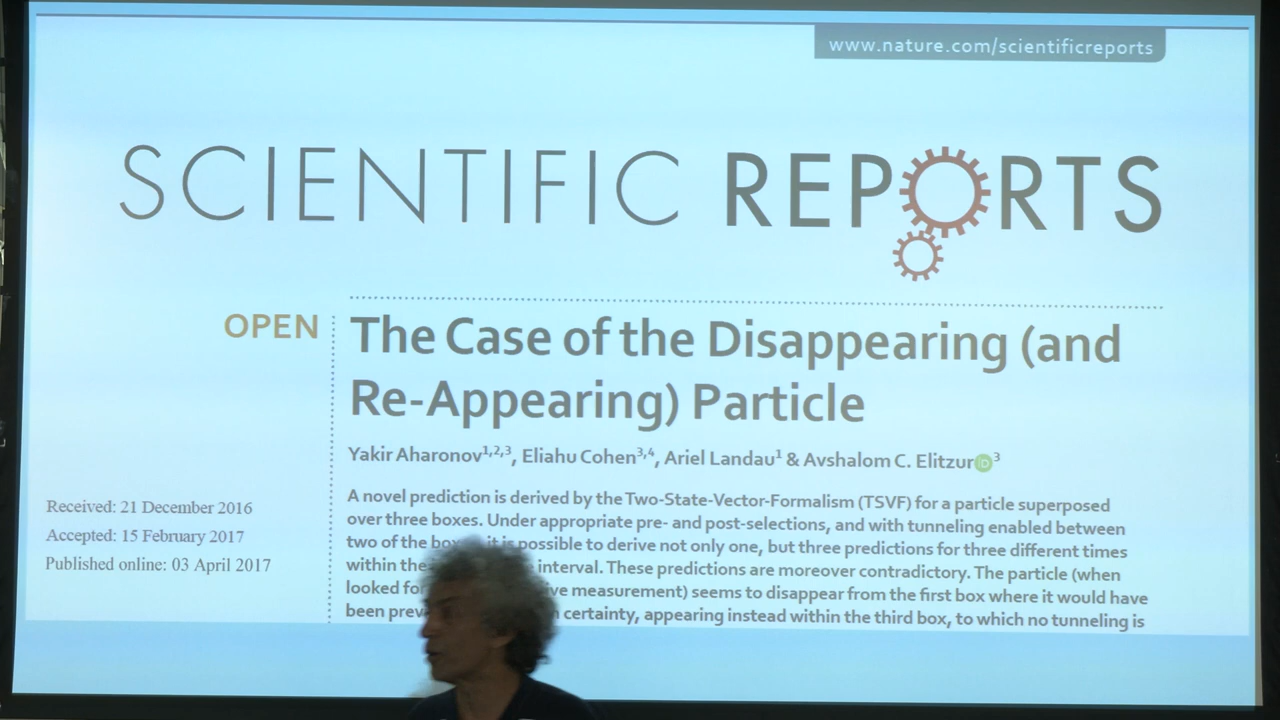 www.nature.com/scientificreports
SCIENTIFIC REPORTS
OPEN
The Case of the Disappearing (and
Re-Appearing) Particle
Yakir Aharonov1,2,3, Eliahu Cohen3,4, Ariel Landau1 & Avshalom C. Elitzur iD 3
Received: 21 December 2016
Accepted: 15 February 2017
Published online: 03 April 2017
A novel prediction is derived by the Two-State-Vector-Formalism (TSVF) for a particle superposed
over three boxes. Under appropriate pre- and post-selections, and with tunneling enabled between
two of the it is possible to derive not only one, but three predictions for three different times
within the interval. These predictions are moreover contradictory. The particle (when
looked measurement) seems to disappear from the first box where it would have
been certainty, appearing instead within the third box, to which no tunneling is